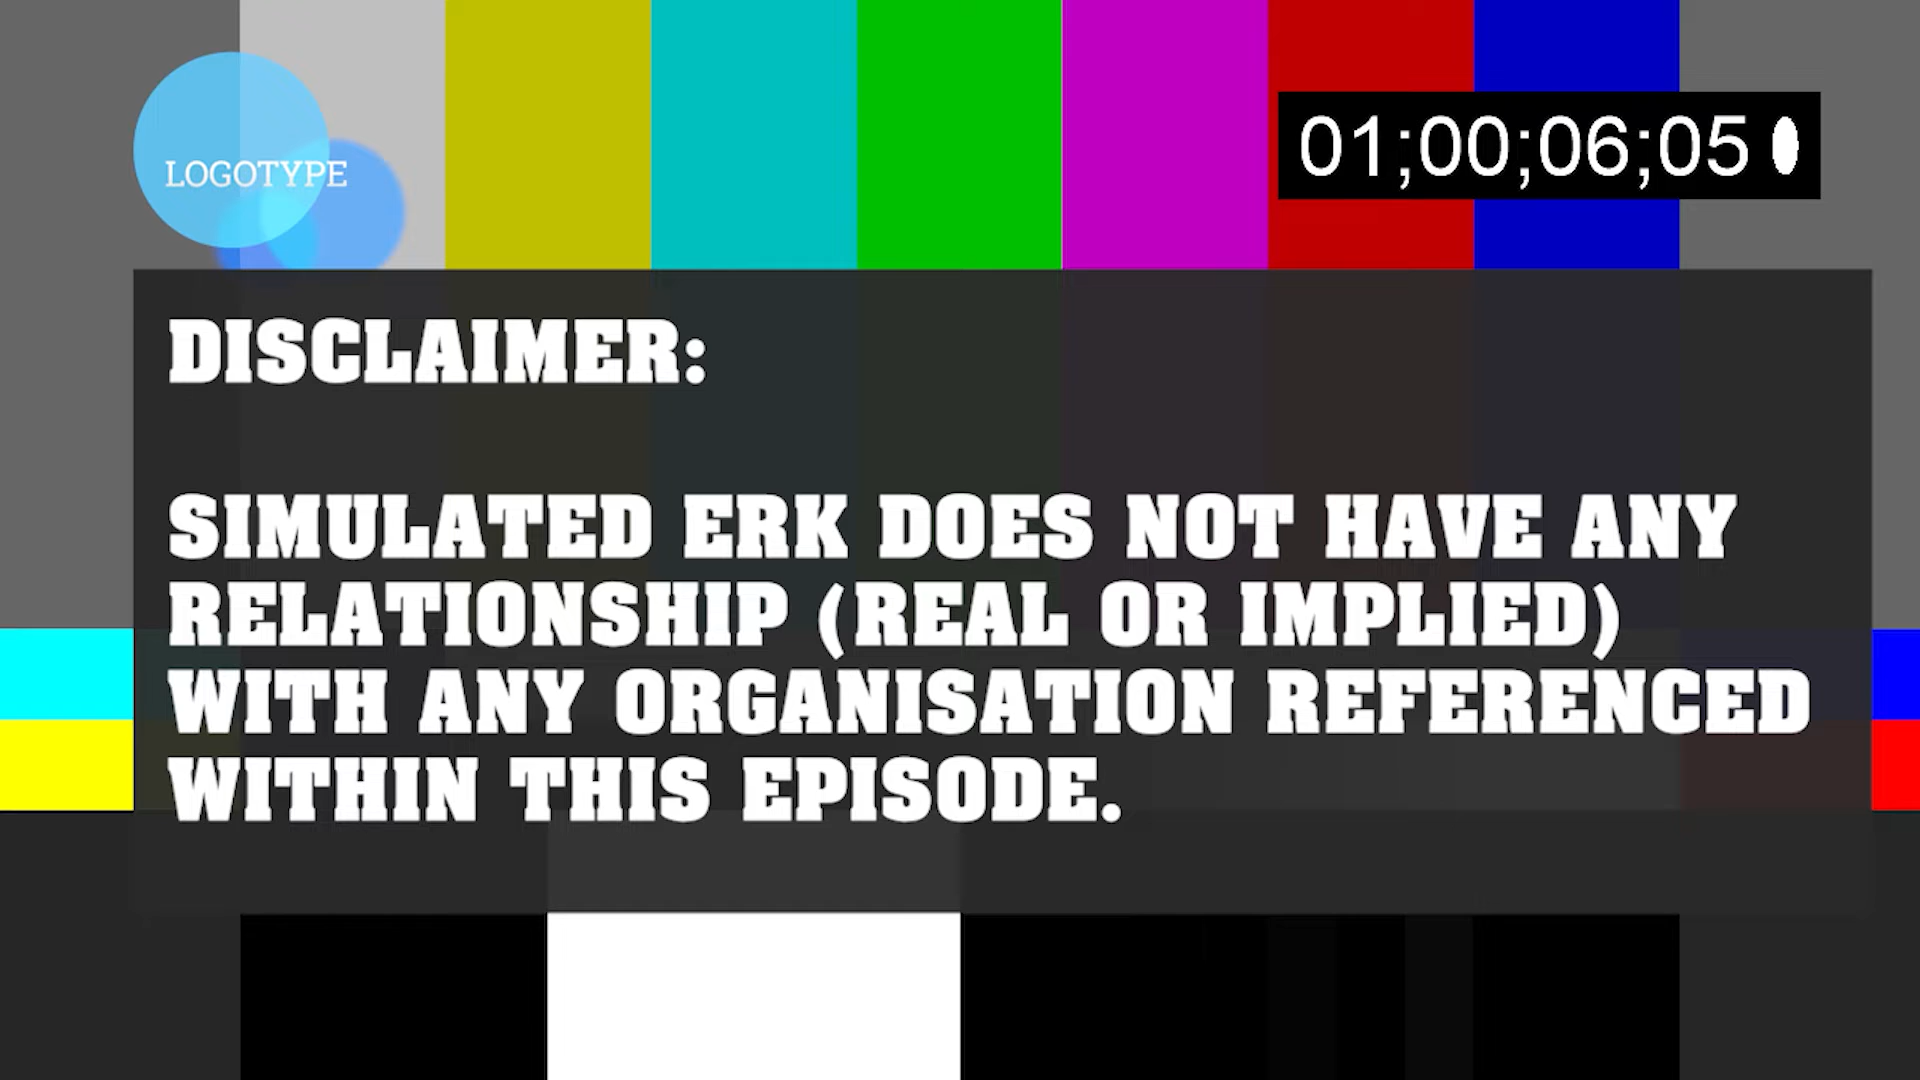 LOGOTYPE
01;00;06;05
DISCLAIMER:
SIMULATED ERK DOES NOT HAVE ANY
RELATIONSHIP (REAL OR IMPLIED)
WITH ANY ORGANISATION REFERENCED
WITHIN THIS EPISODE.